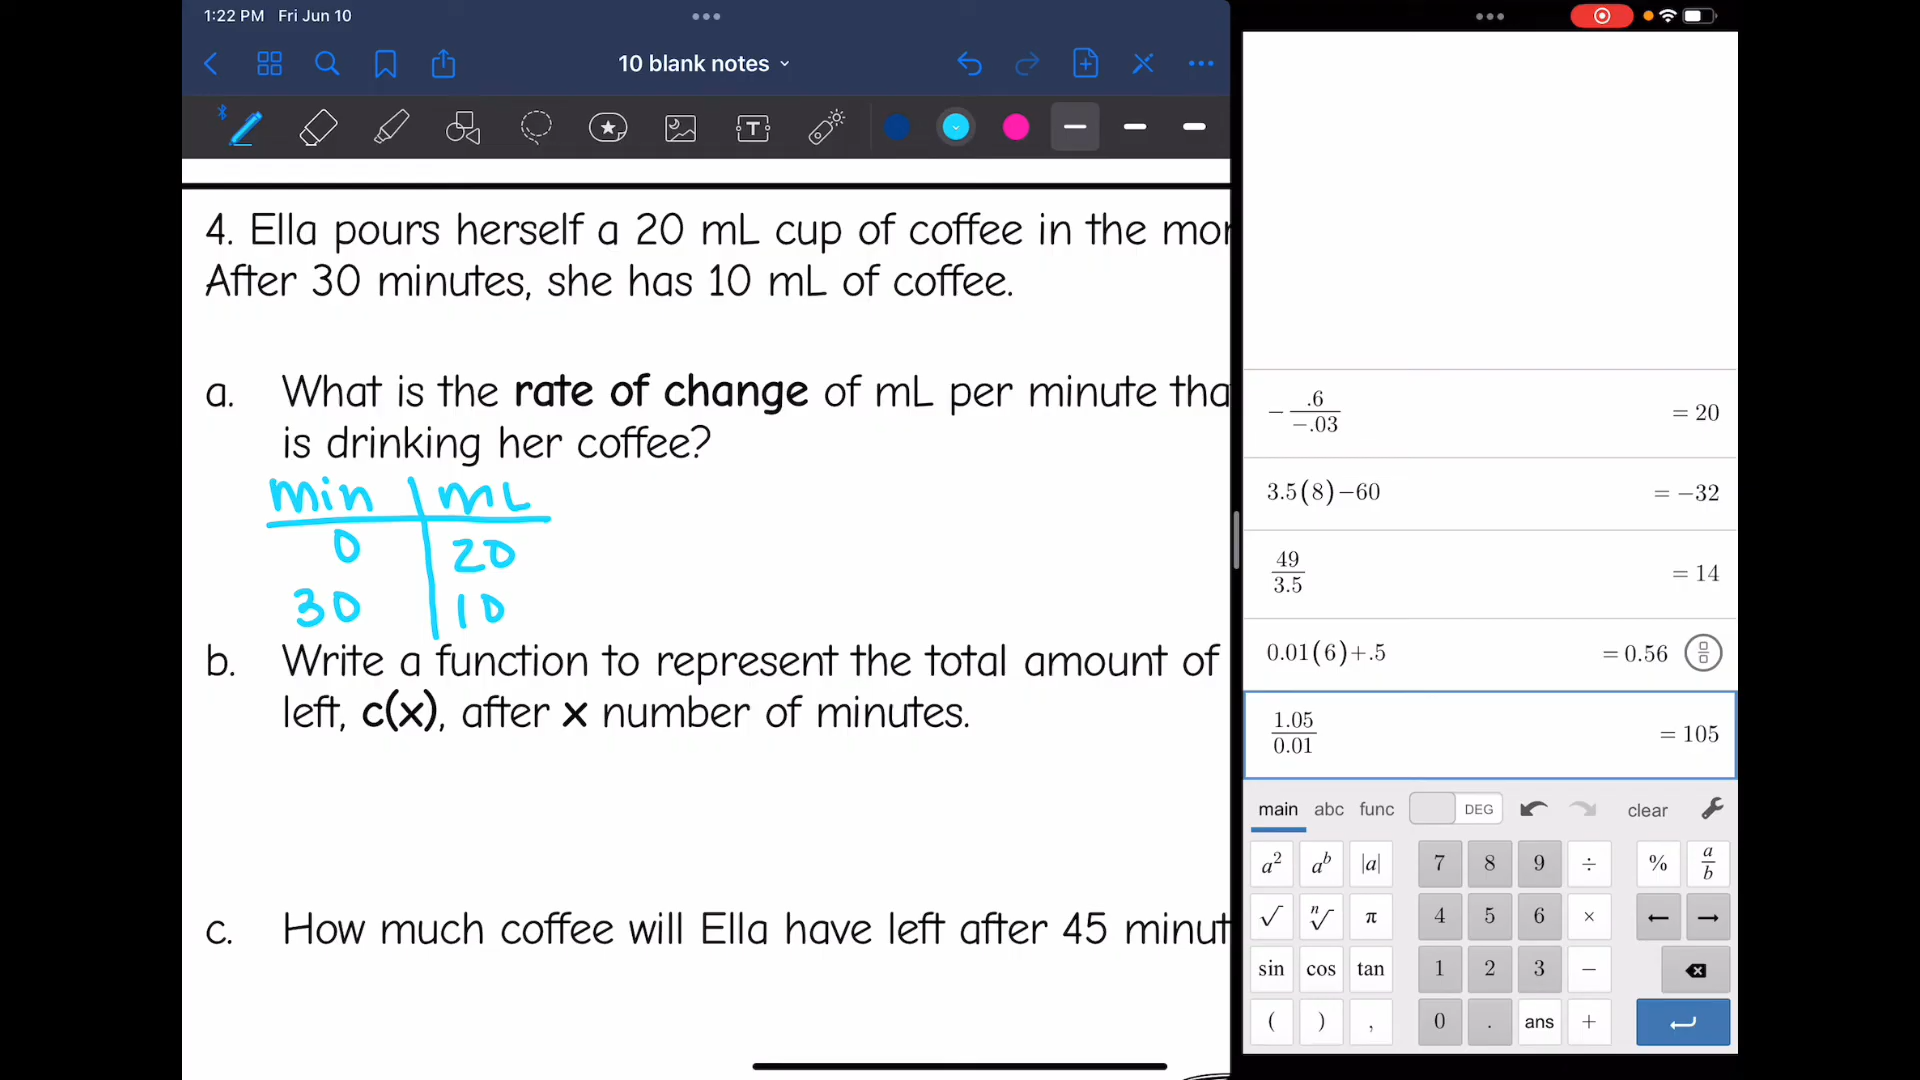 1:22 PM Fri Jun 10
10 blank notes
4. Ella pours herself a 20 mL cup of coffee in the mor
After 30 minutes, she has 10 mL of coffee.
a. What is the rate of change of mL per minute tha
is drinking her coffee?
min mL
0 20
30 10
b. Write a function to represent the total amount of
left, c(x), after x number of minutes.
c. How much coffee will Ella have left after 45 minut
-.6/-.03 = 20
3.5(8)−60 = −32
49/3.5 = 14
0.01(6)+.5 = 0.56
1.05/0.01 = 105
main abc func DEG clear
a² aᵇ |a| 7 8 9 ÷ % a/b
√ ⁿ√ π 4 5 6 × ← →
sin cos tan 1 2 3 −
( ) , 0 . ans +